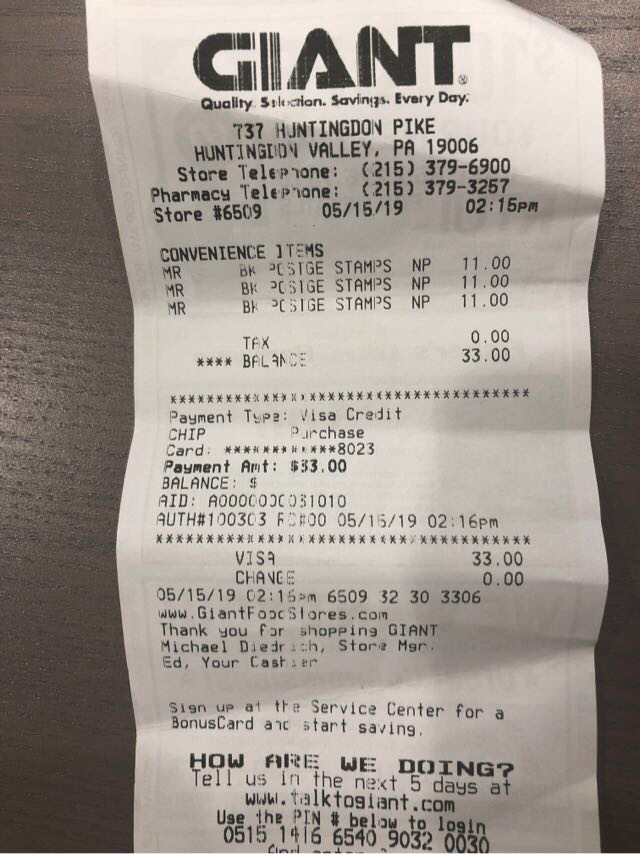 GIANT®
Quality. Selection. Savings. Every Day.
737 HUNTINGDON PIKE
HUNTINGDON VALLEY, PA 19006
Store Telephone: (215) 379-6900
Pharmacy Telephone: (215) 379-3257
Store #6509 05/15/19 02:15pm
CONVENIENCE ITEMS
MR BK POSTGE STAMPS NP 11.00
MR BK POSTGE STAMPS NP 11.00
MR BK POSTGE STAMPS NP 11.00
TAX 0.00
**** BALANCE 33.00
****************************************
Payment Type: Visa Credit
CHIP Purchase
Card: ************8023
Payment Amt: $33.00
BALANCE: $
AID: A0000000031010
AUTH#100303 RC#00 05/15/19 02:16pm
****************************************
VISA 33.00
CHANGE 0.00
05/15/19 02:16pm 6509 32 30 3306
www.GiantFoodStores.com
Thank you for shopping GIANT
Michael Diedrich, Store Mgr.
Ed, Your Cashier
Sign up at the Service Center for a
BonusCard and start saving.
HOW ARE WE DOING?
Tell us in the next 5 days at
www.talktogiant.com
Use the PIN # below to login
0515 1416 6540 9032 0030